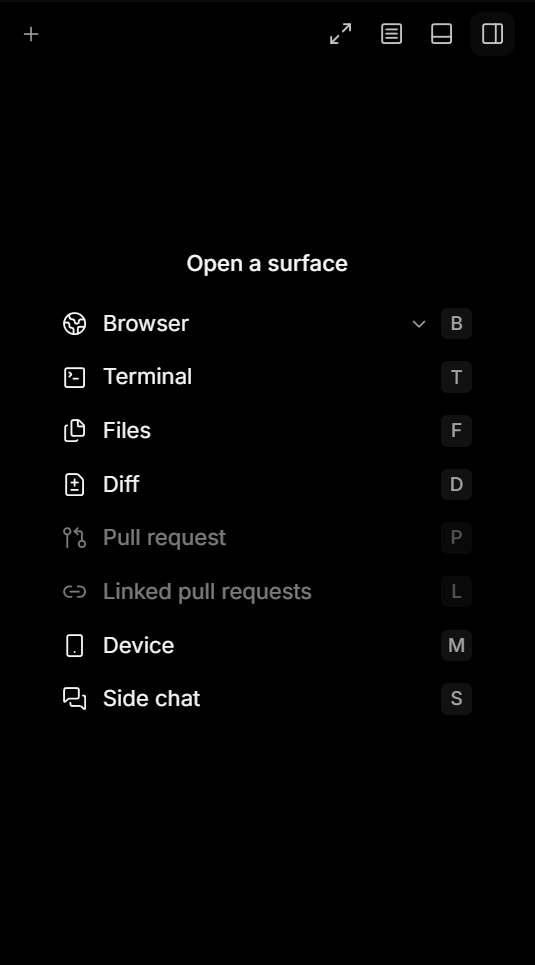 Open a surface
Browser B
Terminal T
Files F
Diff D
Pull request P
Linked pull requests L
Device M
Side chat S